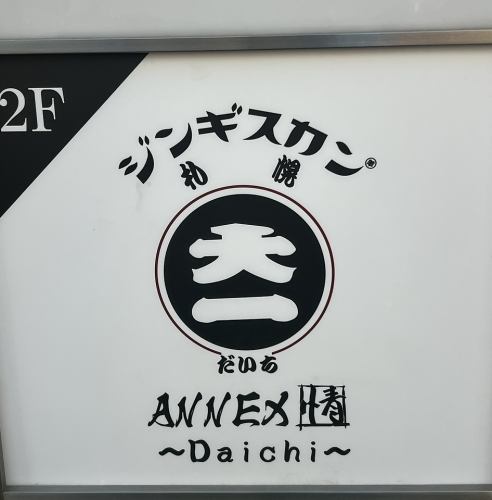 2F
ジンギスカン®
札幌
大一
だいち
ANNEX 情
～Daichi～